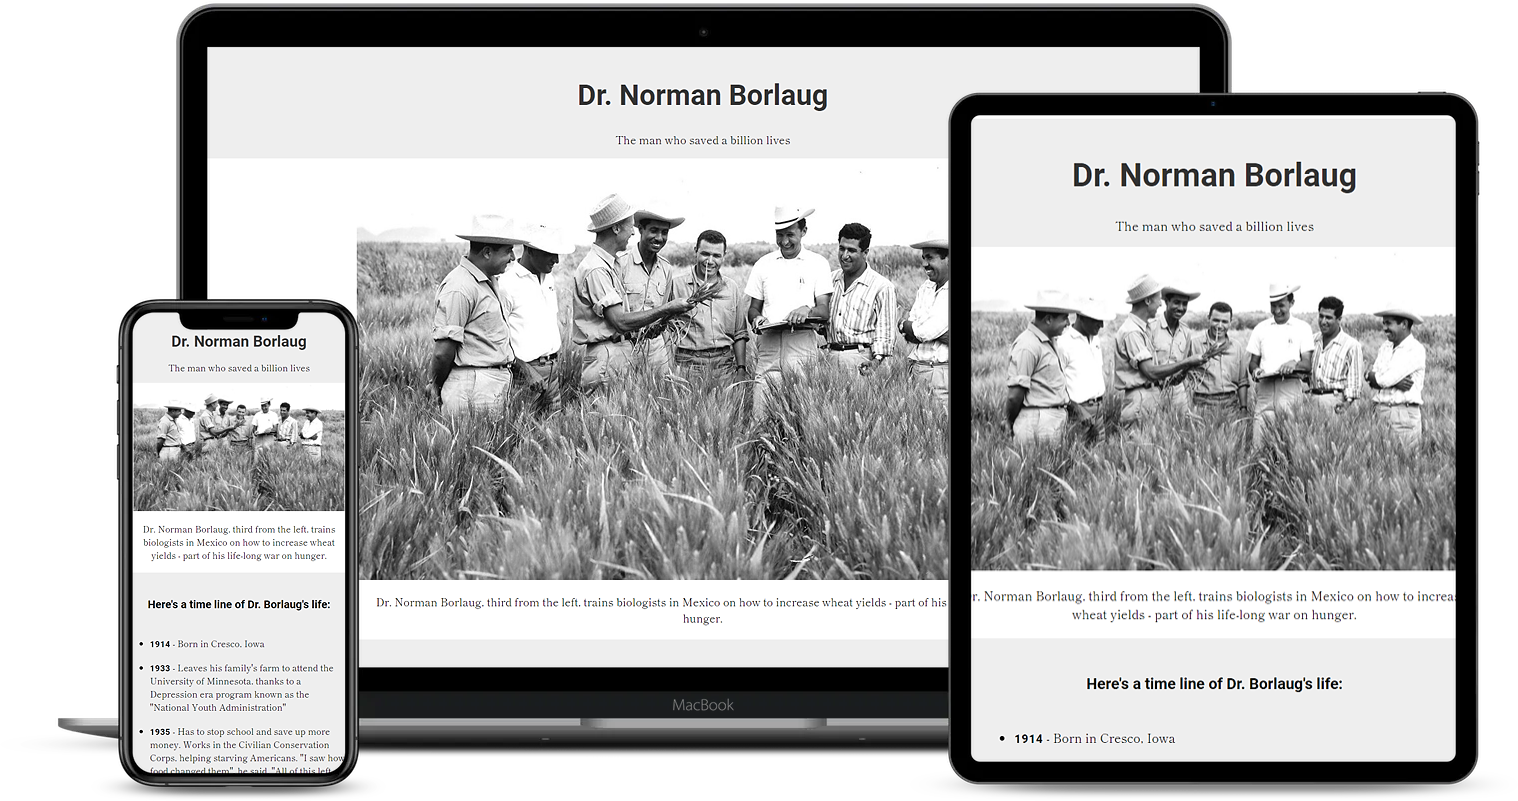 Dr. Norman Borlaug
The man who saved a billion lives
Dr. Norman Borlaug, third from the left, trains biologists in Mexico on how to increase wheat yields - part of his
hunger.
MacBook
Dr. Norman Borlaug
The man who saved a billion lives
Dr. Norman Borlaug, third from the left, trains
biologists in Mexico on how to increase wheat
yields - part of his life-long war on hunger.
Here's a time line of Dr. Borlaug's life:
1914 - Born in Cresco, Iowa
1933 - Leaves his family's farm to attend the
University of Minnesota, thanks to a
Depression era program known as the
"National Youth Administration"
1935 - Has to stop school and save up more
money. Works in the Civilian Conservation
Corps, helping starving Americans. "I saw how
food changed them", he said. "All of this left
Dr. Norman Borlaug
The man who saved a billion lives
r. Norman Borlaug, third from the left, trains biologists in Mexico on how to increas
wheat yields - part of his life-long war on hunger.
Here's a time line of Dr. Borlaug's life:
1914 - Born in Cresco, Iowa